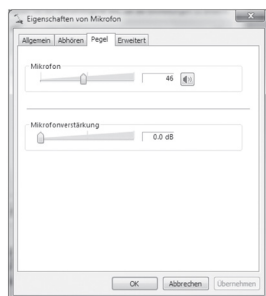 Eigenschaften von Mikrofon
Allgemein Abhören Pegel Erweitert
Mikrofon
46
Mikrofonverstärkung
0.0 dB
OK Abbrechen Übernehmen